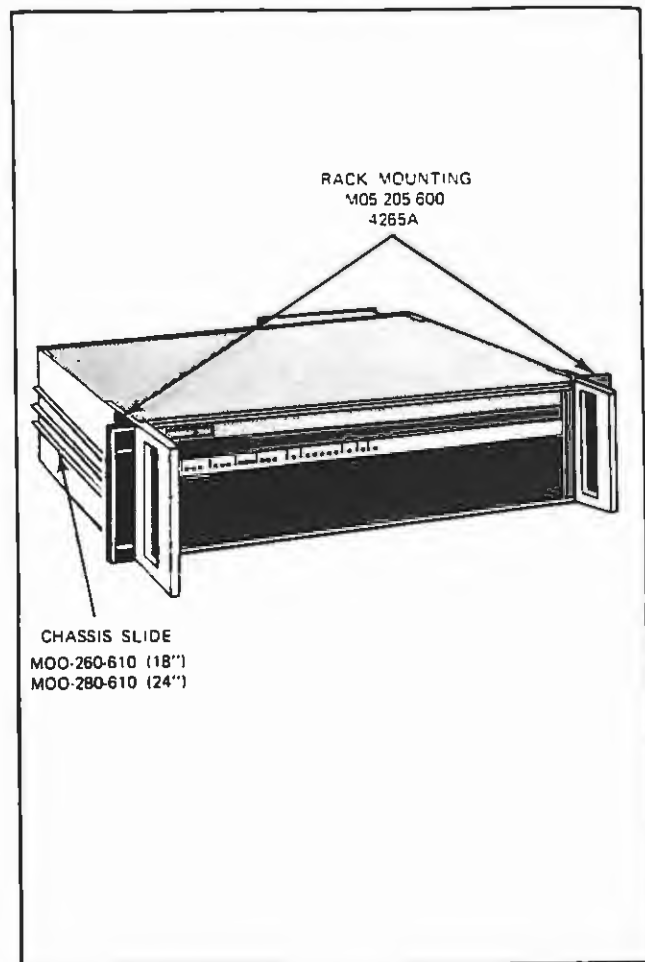 RACK MOUNTING
M05 205 600
4265A
CHASSIS SLIDE
MOO-260-610 (18")
MOO-280-610 (24")